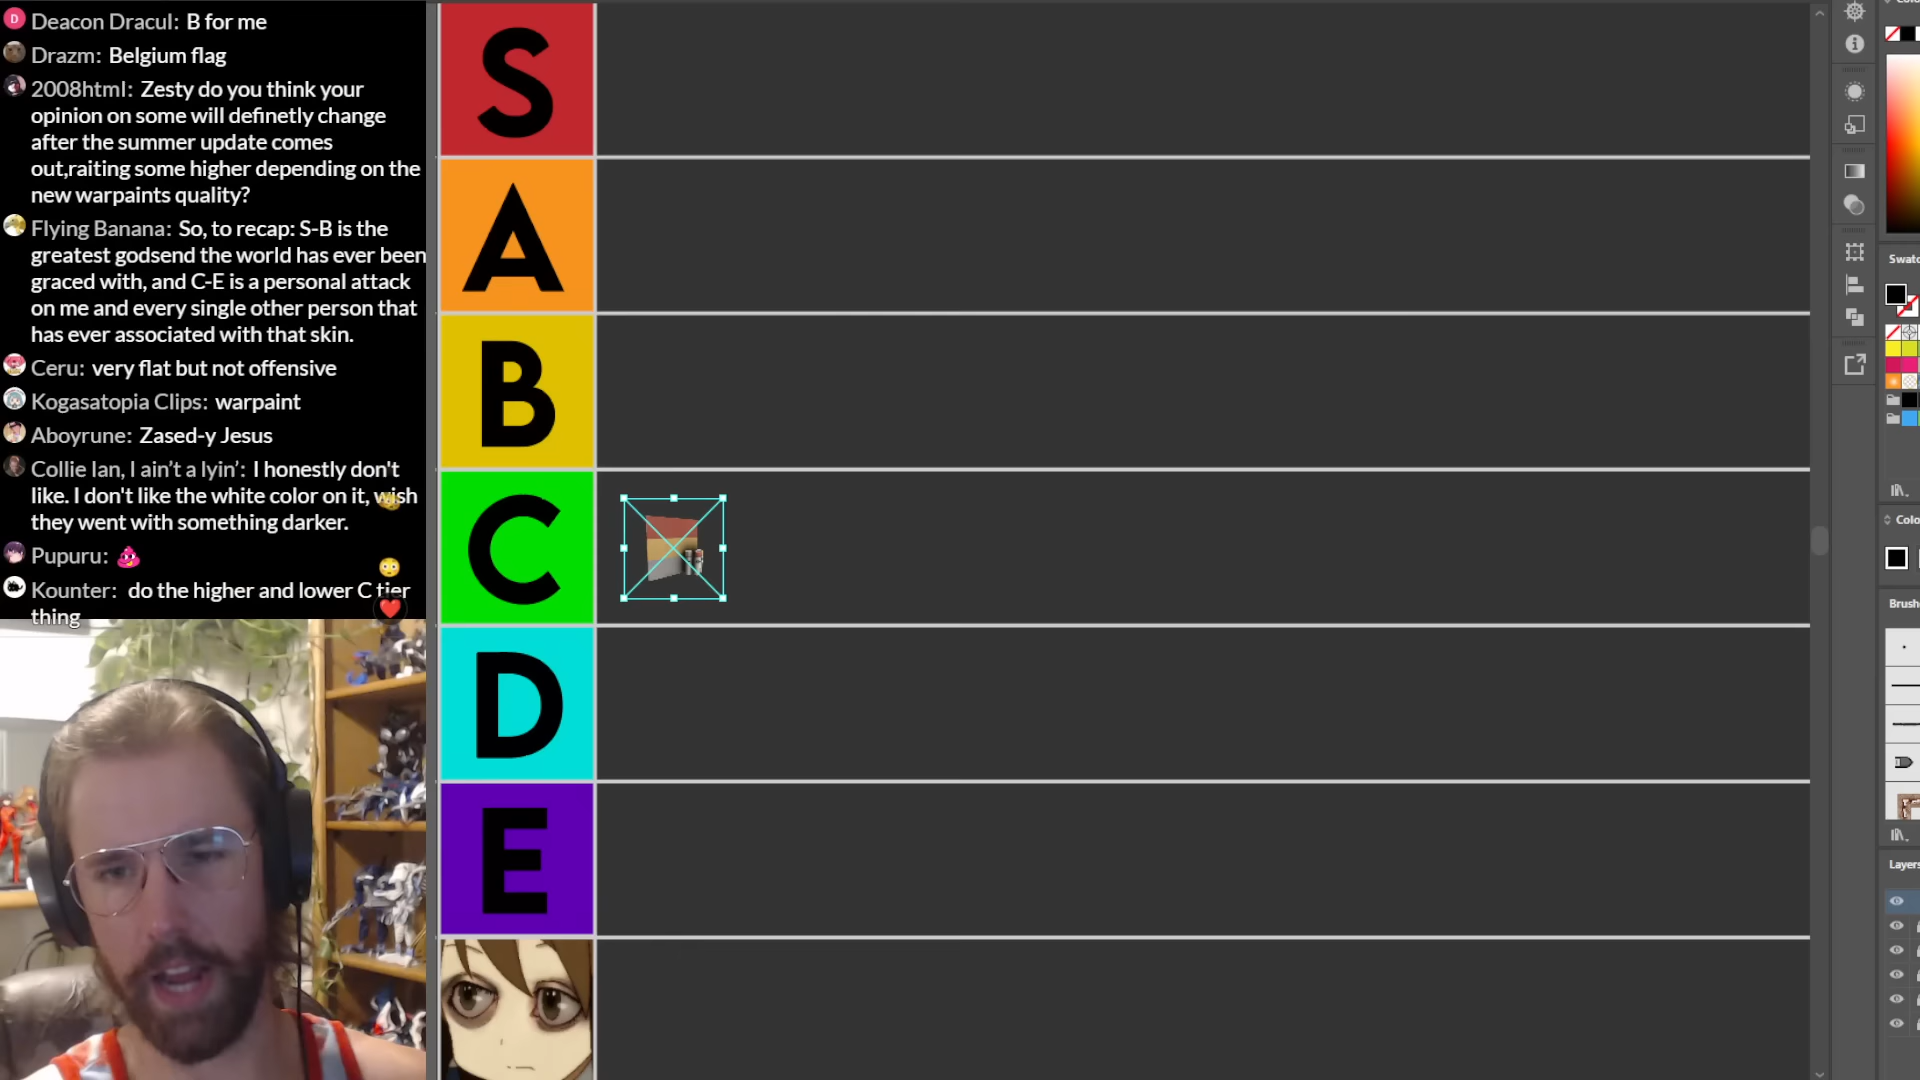 Deacon Dracul: B for me
Drazm: Belgium flag
2008html: Zesty do you think your
opinion on some will definetly change
after the summer update comes
out,raiting some higher depending on the
new warpaints quality?
Flying Banana: So, to recap: S-B is the
greatest godsend the world has ever been
graced with, and C-E is a personal attack
on me and every single other person that
has ever associated with that skin.
Ceru: very flat but not offensive
Kogasatopia Clips: warpaint
Aboyrune: Zased-y Jesus
Collie Ian, I ain't a lyin': I honestly don't
like. I don't like the white color on it, wish
they went with something darker.
Pupuru:
Kounter: do the higher and lower C tier
thing
D
S
A
B
C
D
E
Swatc
Colo
Brushe
Layers